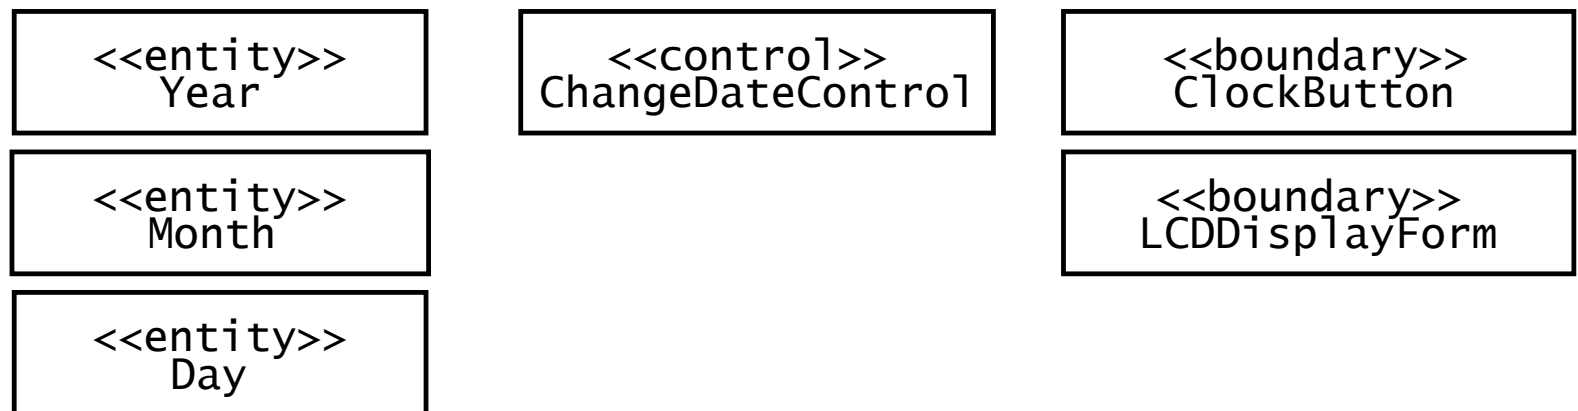 <<entity>>
Year
<<control>>
ChangeDateControl
<<boundary>>
ClockButton
<<entity>>
Month
<<boundary>>
LCDDisplayForm
<<entity>>
Day